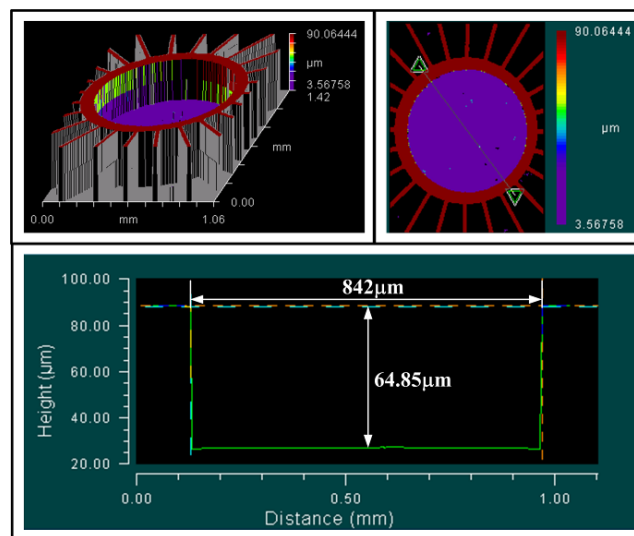 90.06444
µm
3.56758
1.42
mm
0.00
0.00
mm
1.06
90.06444
µm
3.56758
842µm
64.85µm
Height (µm)
100.00
80.00
60.00
40.00
20.00
0.00
0.50
1.00
Distance (mm)